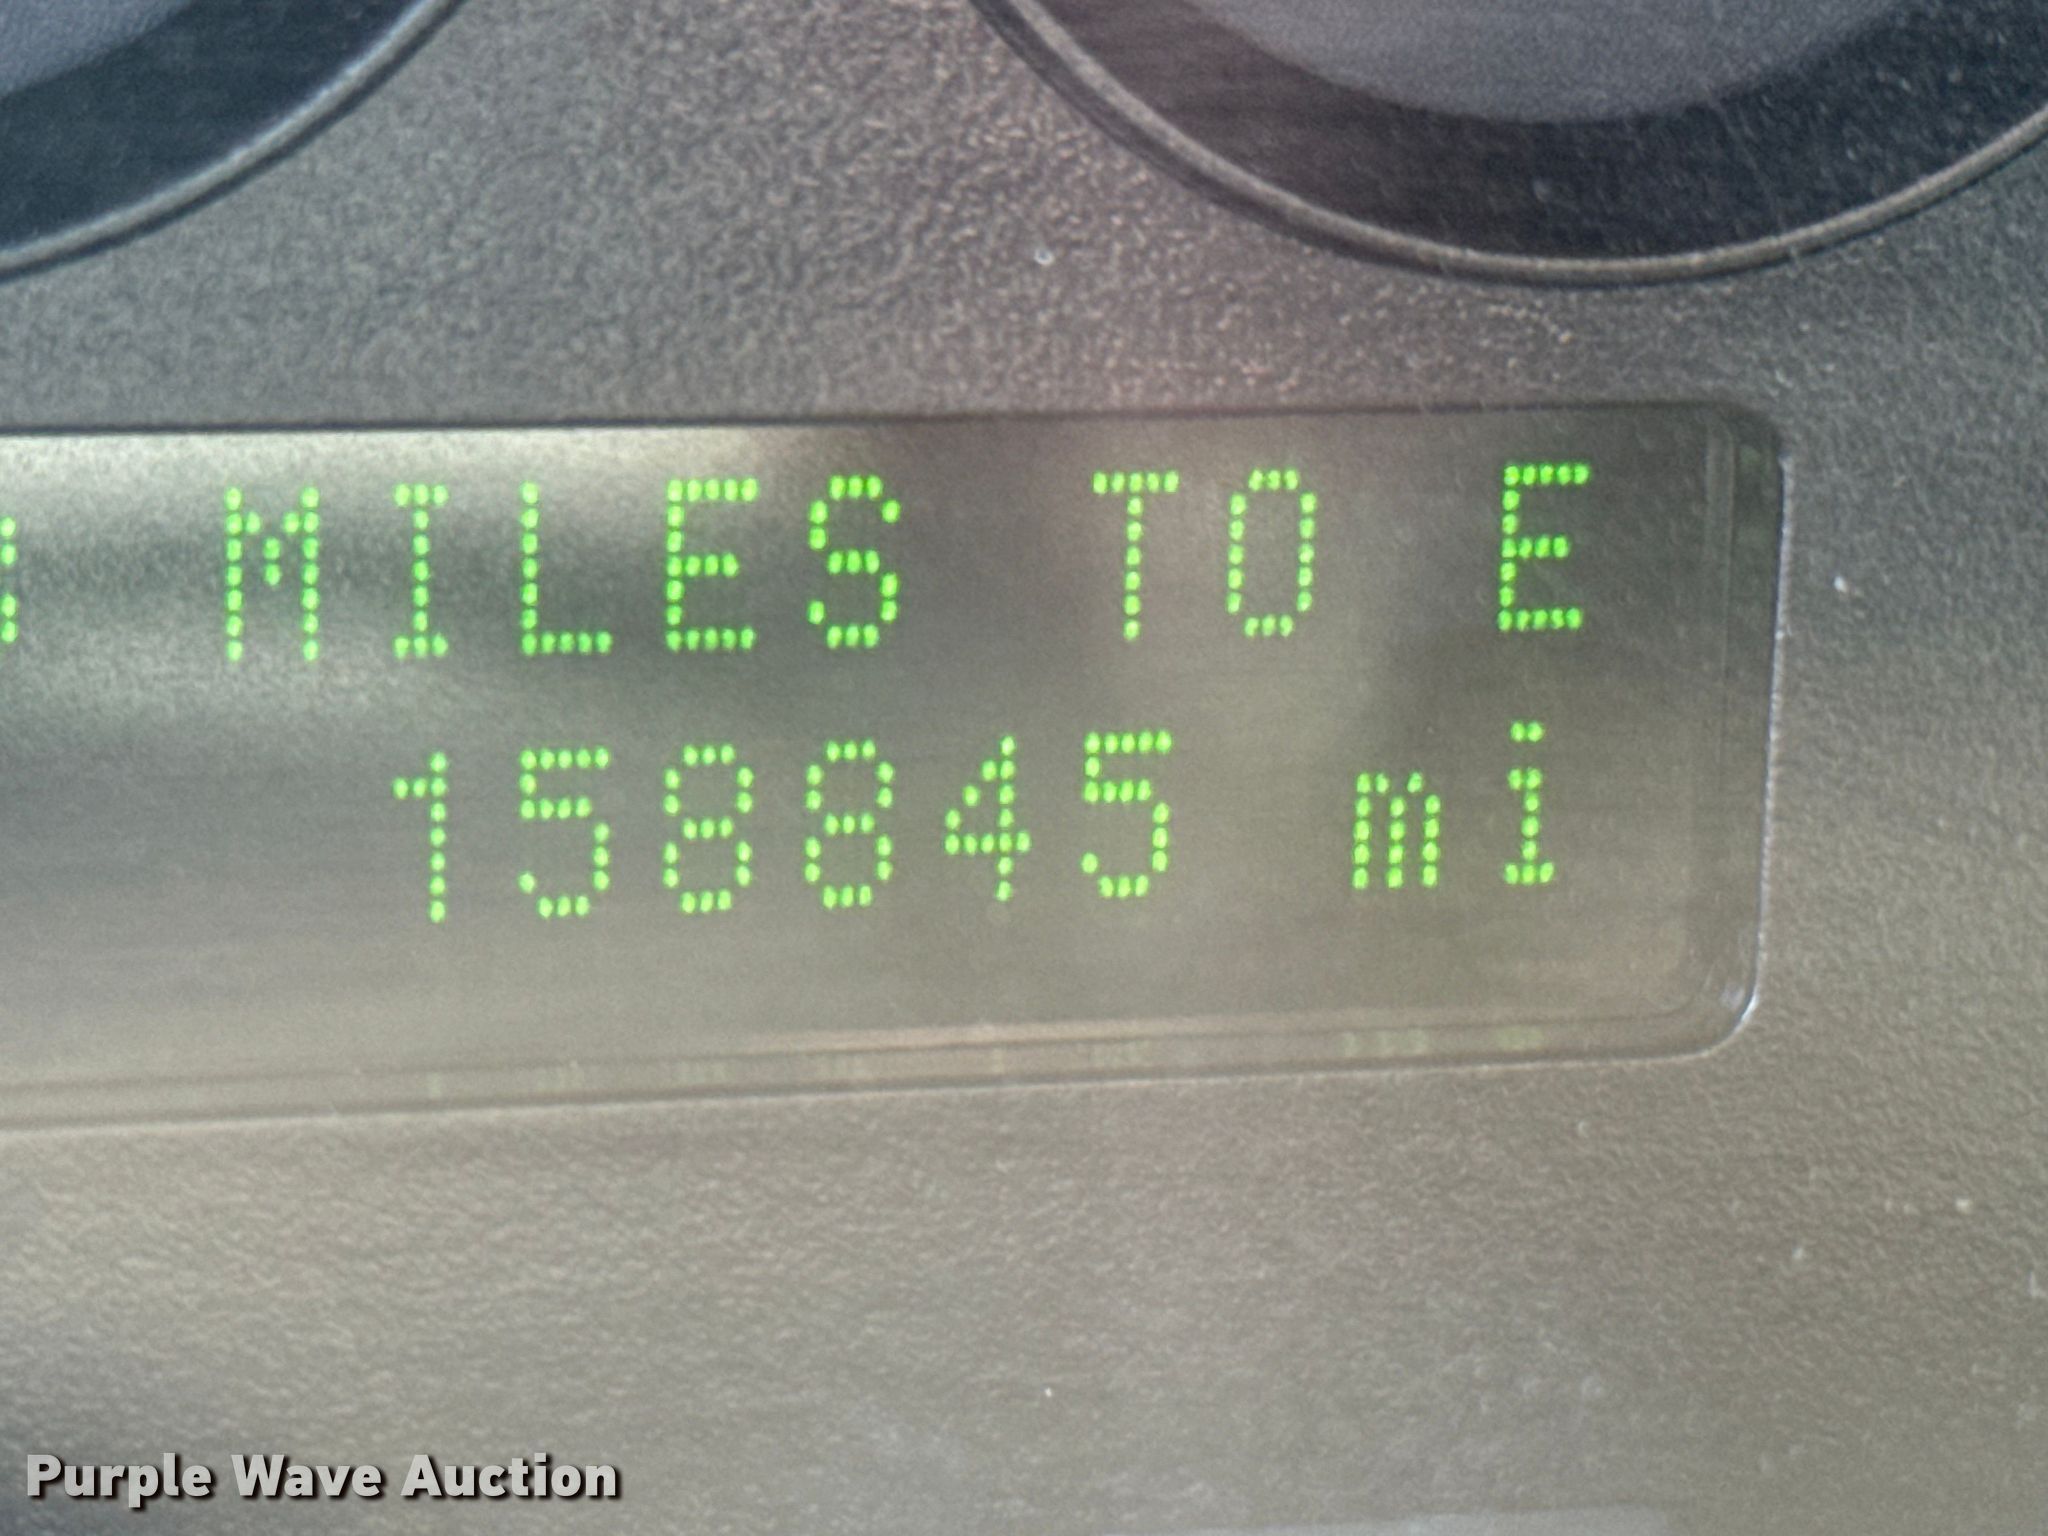 MILES TO E
158845 mi
Purple Wave Auction